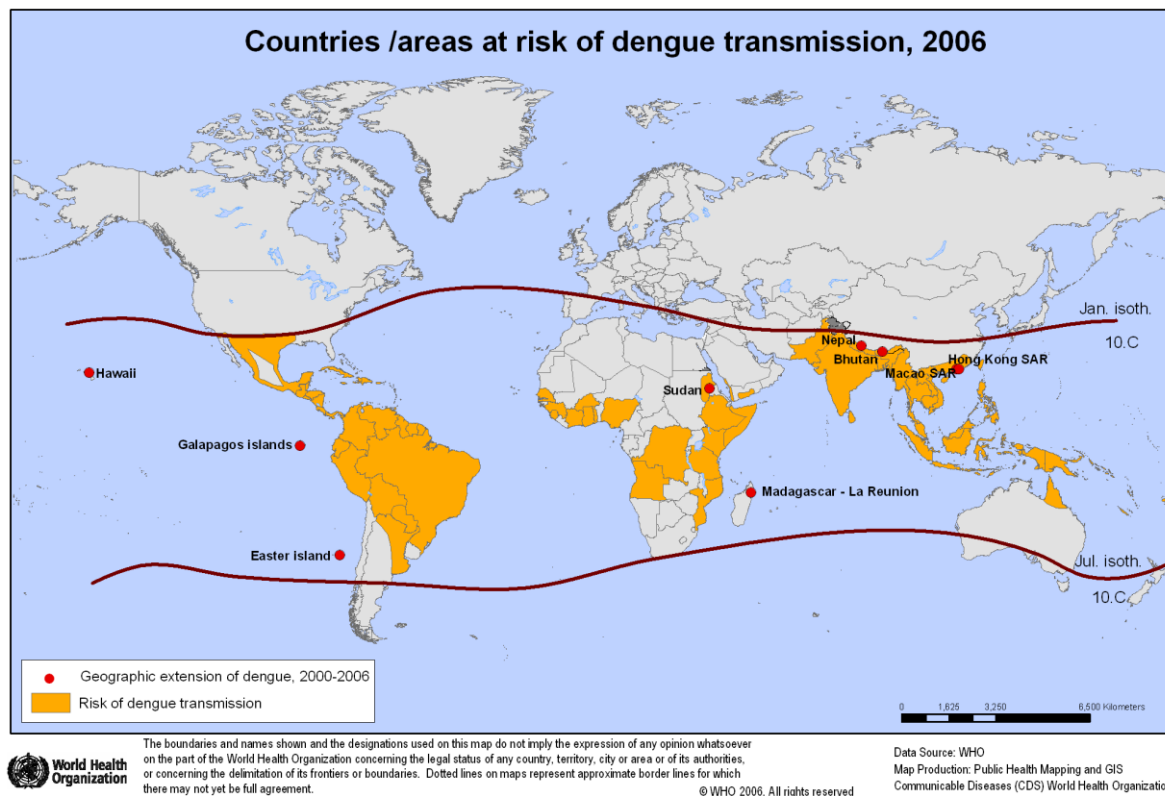 Countries /areas at risk of dengue transmission, 2006
Jan. isoth.
10.C
Nepal
Bhutan
Hong Kong SAR
Macao SAR
Hawaii
Sudan
Galapagos islands
Madagascar - La Reunion
Easter island
Jul. isoth.
10.C
Geographic extension of dengue, 2000-2006
Risk of dengue transmission
0 1,625 3,250 6,500 Kilometers
World Health
Organization
The boundaries and names shown and the designations used on this map do not imply the expression of any opinion whatsoever
on the part of the World Health Organization concerning the legal status of any country, territory, city or area or of its authorities,
or concerning the delimitation of its frontiers or boundaries. Dotted lines on maps represent approximate border lines for which
there may not yet be full agreement.
© WHO 2006. All rights reserved
Data Source: WHO
Map Production: Public Health Mapping and GIS
Communicable Diseases (CDS) World Health Organizatio